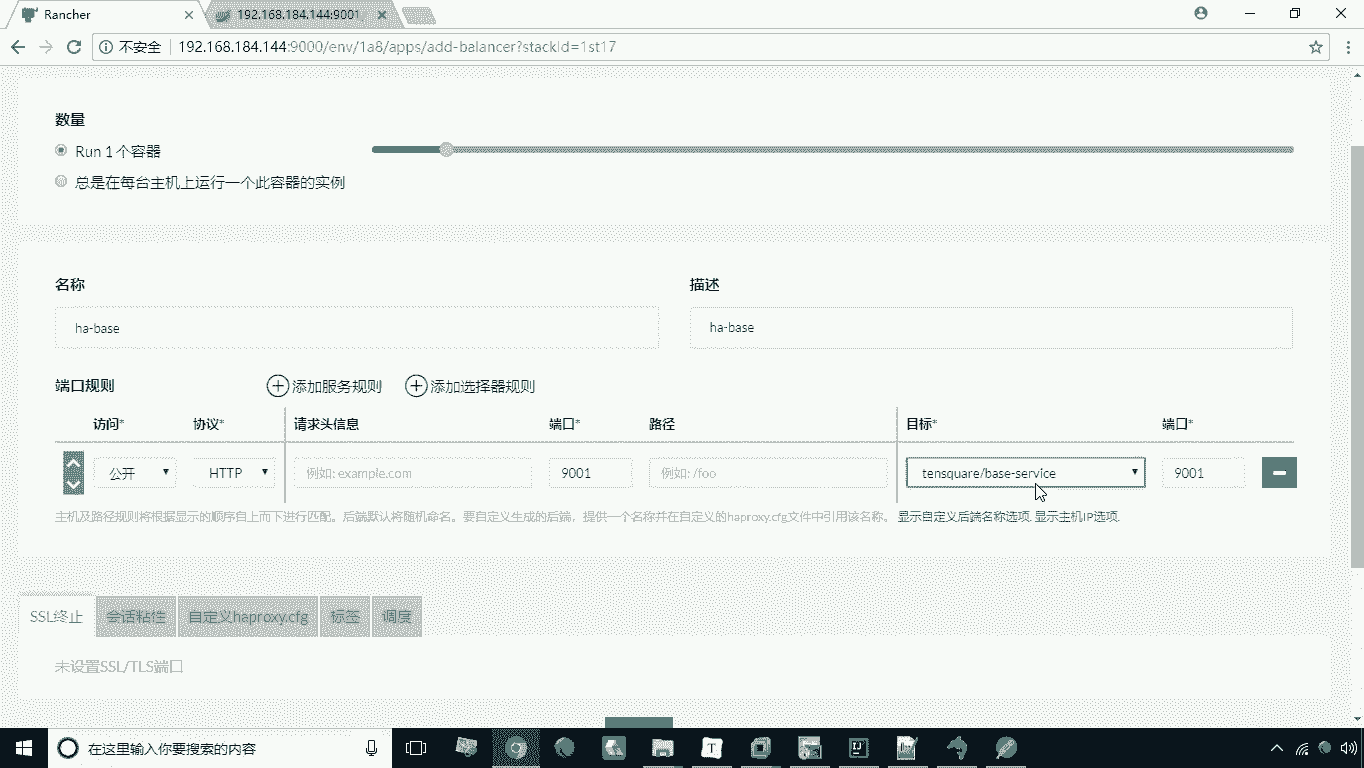 Rancher
192.168.184.144:9001
不安全
192.168.184.144:9000/env/1a8/apps/add-balancer?stackId=1st17
数量
Run 1 个容器
总是在每台主机上运行一个此容器的实例
名称
描述
ha-base
ha-base
端口规则
添加服务规则
添加选择器规则
访问*
协议*
请求头信息
端口*
路径
目标*
端口*
公开
HTTP
例如: example.com
9001
例如: /foo
tensquare/base-service
9001
主机及路径规则将根据显示的顺序自上而下进行匹配。后端默认将随机命名。要自定义生成的后端，提供一个名称并在自定义的haproxy.cfg文件中引用该名称。 显示自定义后端名称选项. 显示主机IP选项.
SSL终止
会话粘性
自定义haproxy.cfg
标签
调度
未设置SSL/TLS端口
在这里输入你要搜索的内容